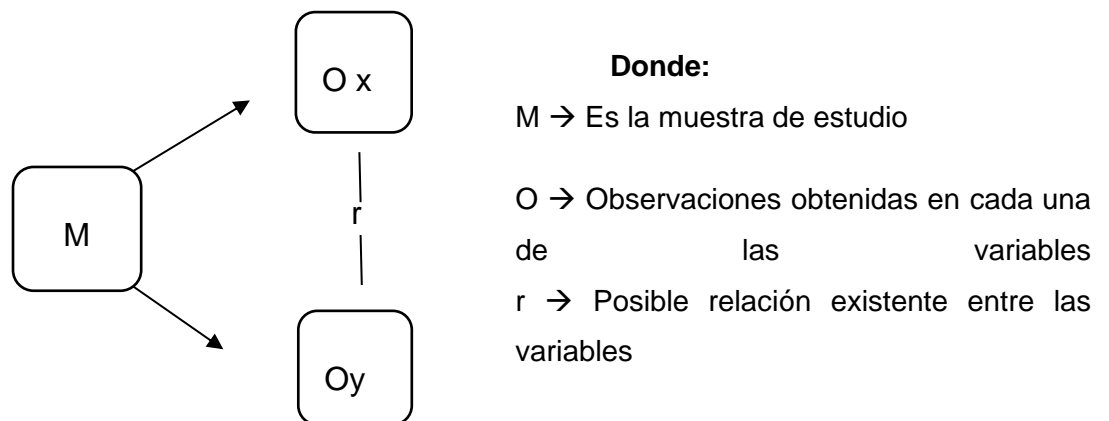 O x
M
r
Oy
Donde:
M → Es la muestra de estudio
O → Observaciones obtenidas en cada una
de las variables
r → Posible relación existente entre las
variables